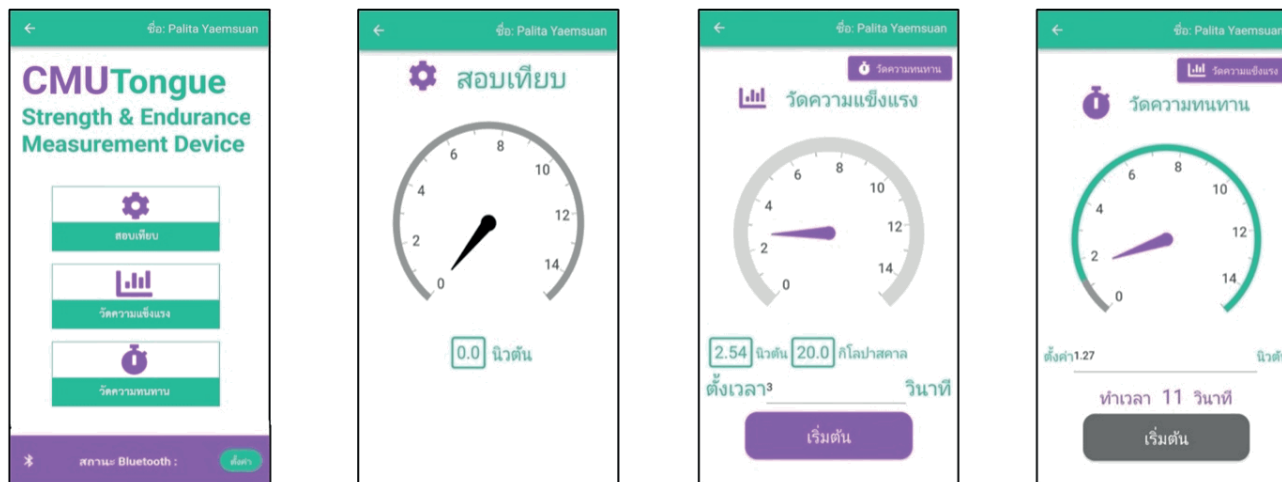 ชื่อ: Palita Yaemsuan
CMUTongue
Strength & Endurance
Measurement Device
สอบเทียบ
วัดความแข็งแรง
วัดความทนทาน
สถานะ Bluetooth :
ตั้งค่า
ชื่อ: Palita Yaemsuan
สอบเทียบ
0
2
4
6
8
10
12
14
0.0 นิวตัน
ชื่อ: Palita Yaemsuan
วัดความทนทาน
วัดความแข็งแรง
0
2
4
6
8
10
12
14
2.54 นิวตัน 20.0 กิโลปาสคาล
ตั้งเวลา 3 วินาที
เริ่มต้น
ชื่อ: Palita Yaemsuan
วัดความแข็งแรง
วัดความทนทาน
0
2
4
6
8
10
12
14
ตั้งค่า 1.27 นิวตัน
ทำเวลา 11 วินาที
เริ่มต้น